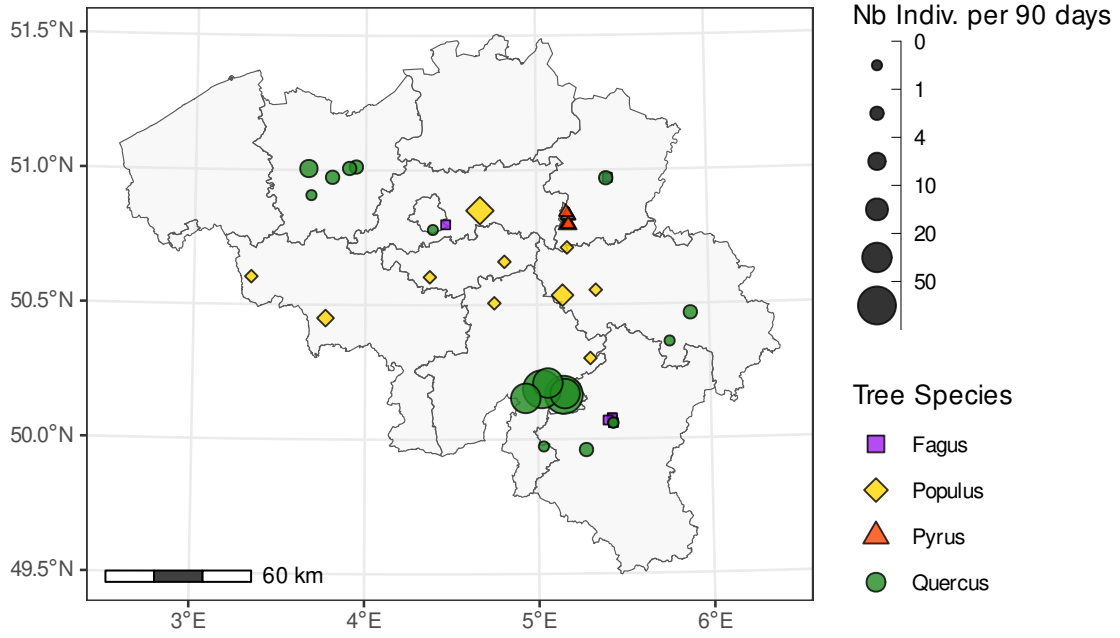 51.5°N
51.0°N
50.5°N
50.0°N
49.5°N
60 km
3°E
4°E
5°E
6°E
Nb Indiv. per 90 days
0
1
4
10
20
50
Tree Species
Fagus
Populus
Pyrus
Quercus